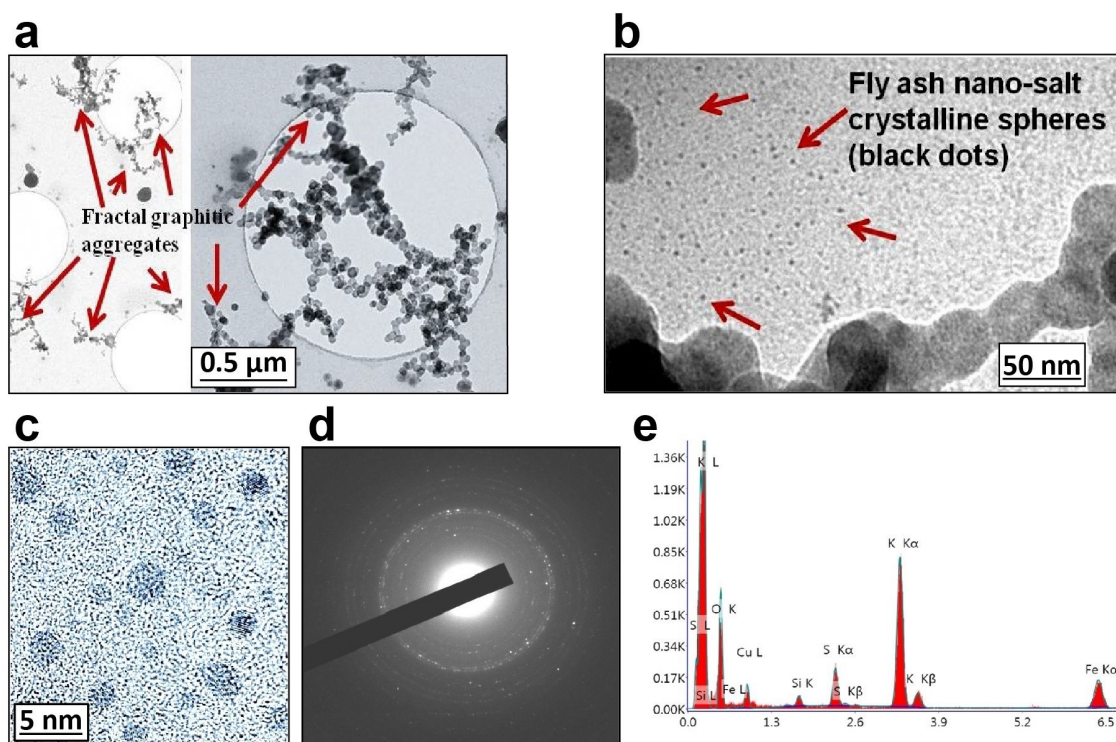 a
Fractal graphitic
aggregates
0.5 µm
b
Fly ash nano-salt
crystalline spheres
(black dots)
50 nm
c
5 nm
d
e
1.36K
1.19K
1.02K
0.85K
0.68K
0.51K
0.34K
0.17K
0.00K
K L
S L
O K
Si L
Fe L
Cu L
Si K
S Kα
S Kβ
K Kα
K Kβ
Fe Kα
0.0
1.3
2.6
3.9
5.2
6.5